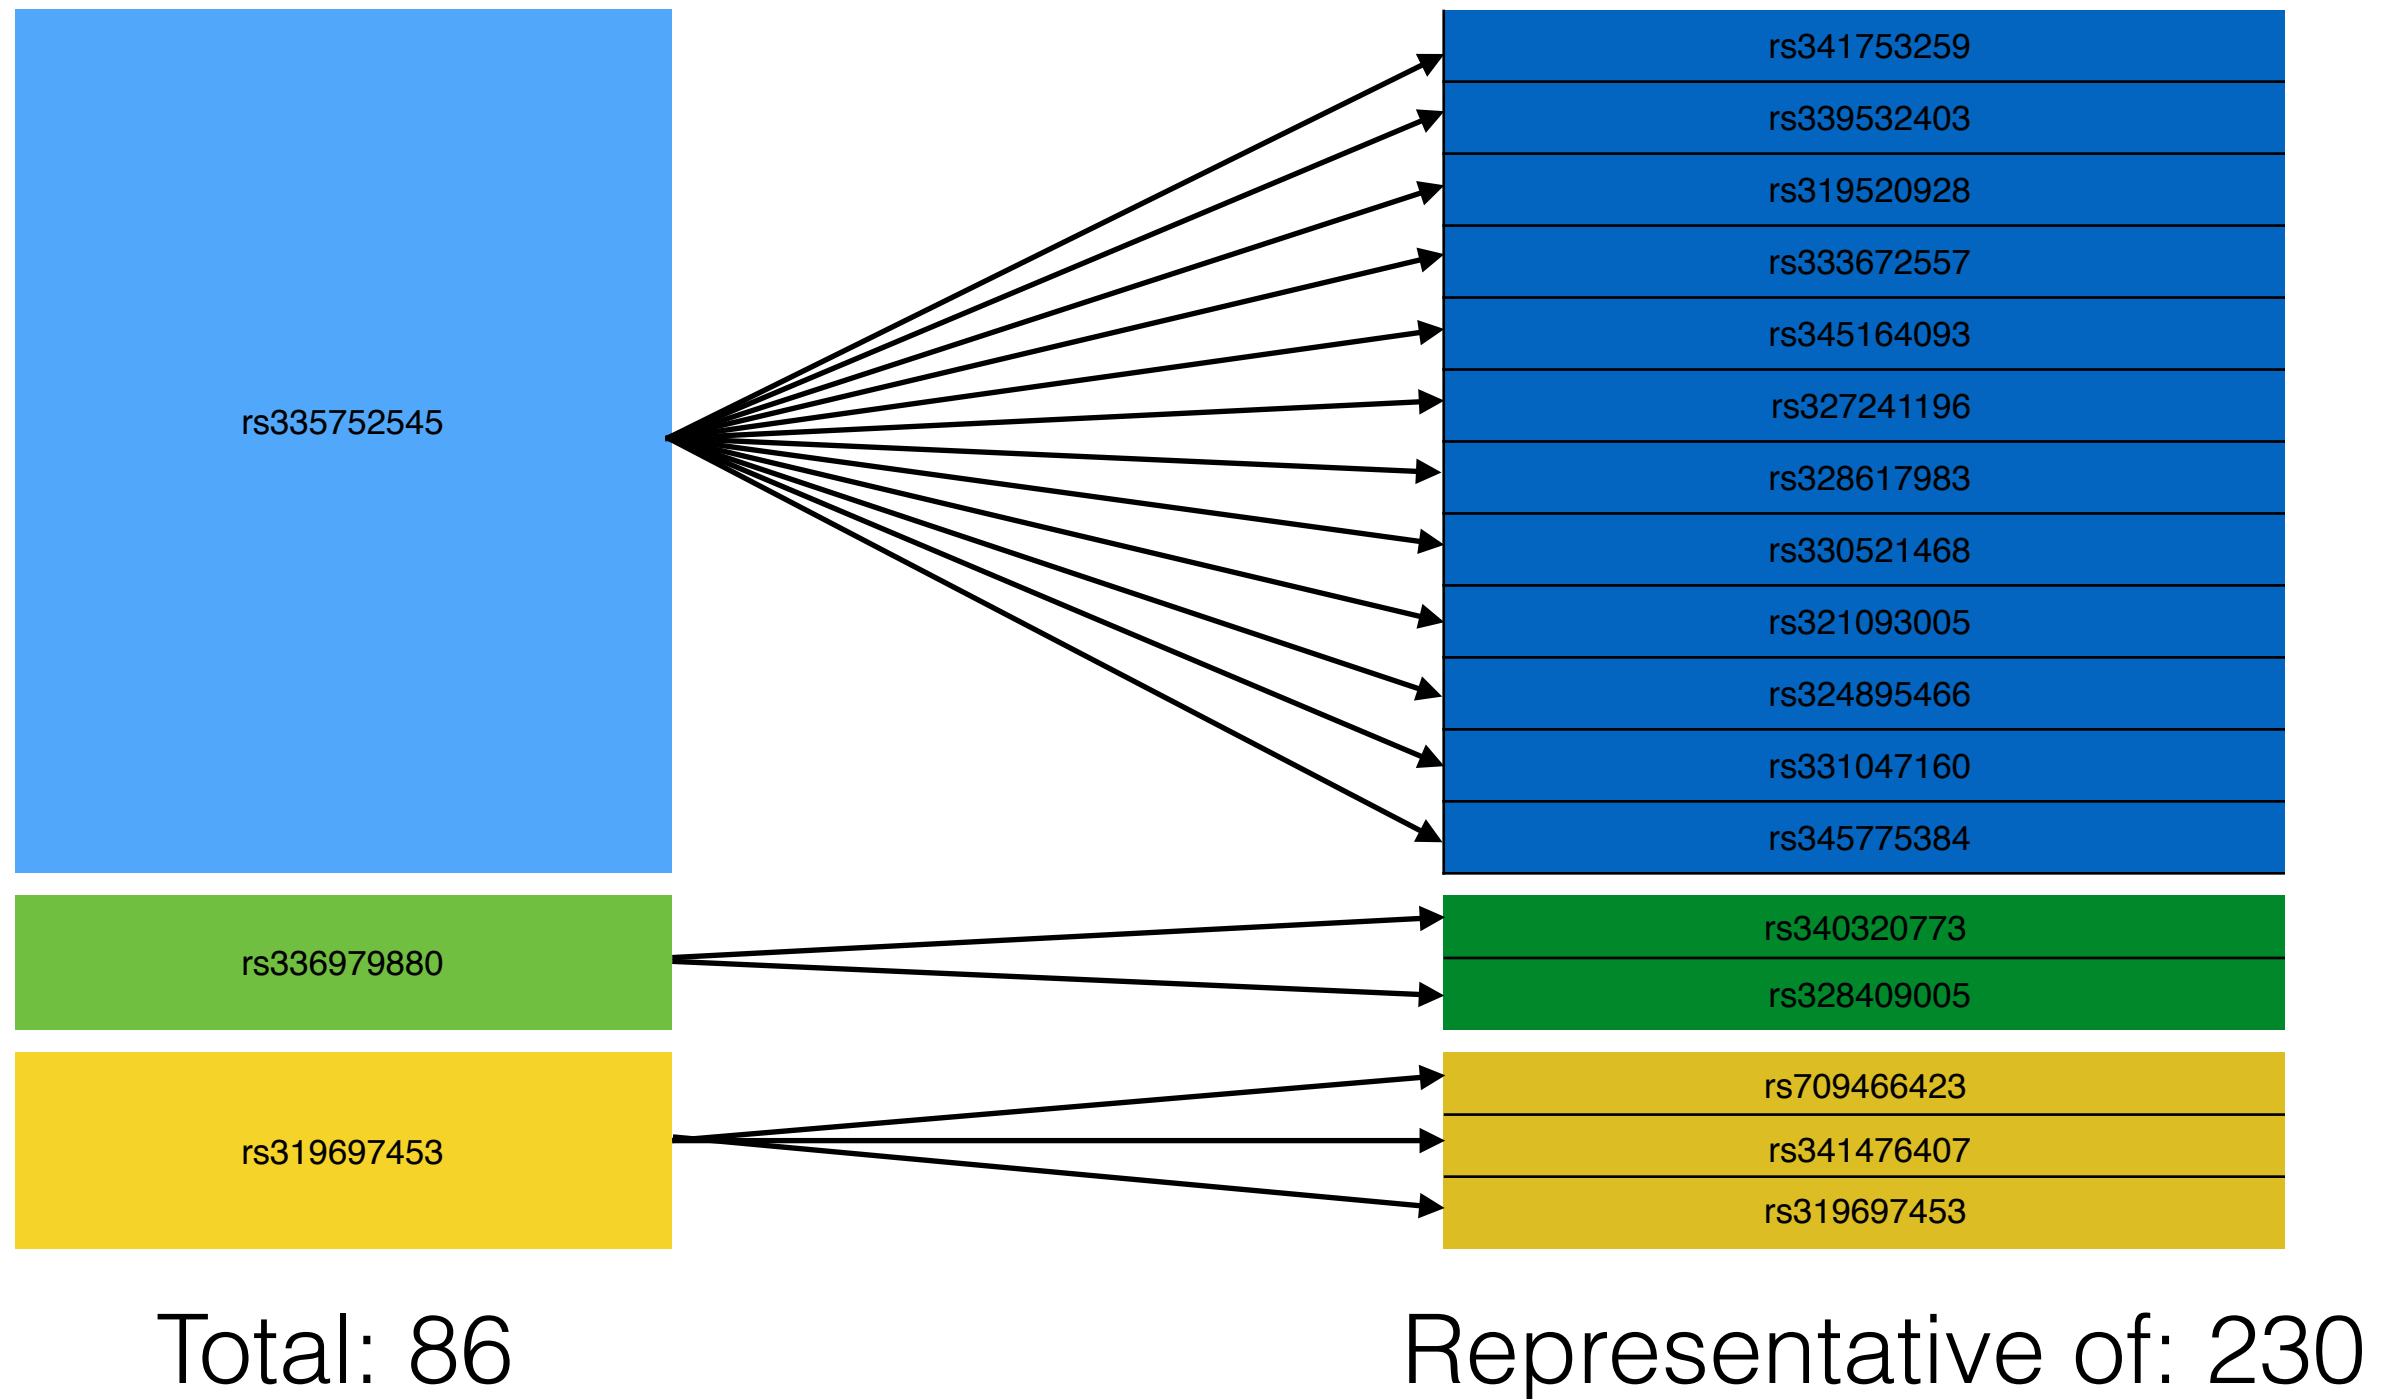 rs335752545
rs341753259
rs339532403
rs319520928
rs333672557
rs345164093
rs327241196
rs328617983
rs330521468
rs321093005
rs324895466
rs331047160
rs345775384
rs336979880
rs340320773
rs328409005
rs319697453
rs709466423
rs341476407
rs319697453
Total: 86
Representative of: 230